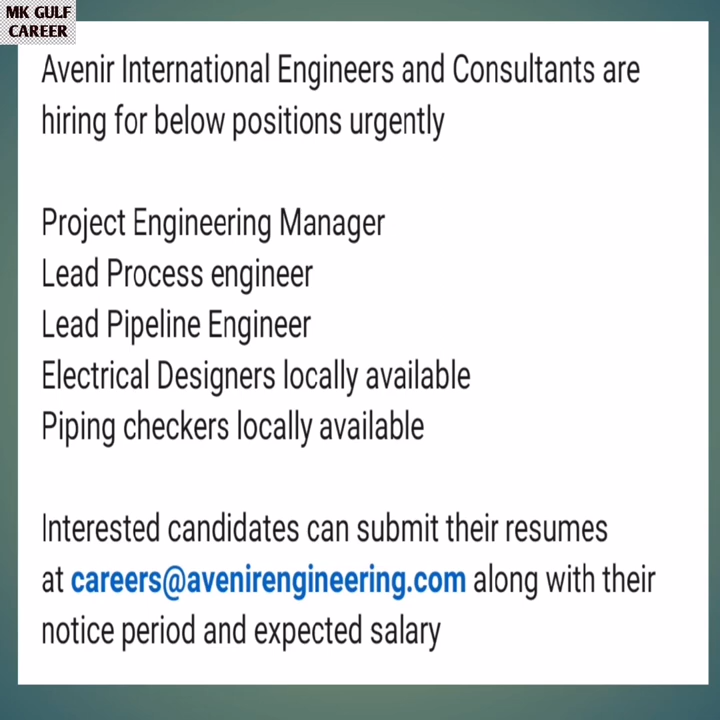 MK GULF
CAREER
Avenir International Engineers and Consultants are
hiring for below positions urgently
Project Engineering Manager
Lead Process engineer
Lead Pipeline Engineer
Electrical Designers locally available
Piping checkers locally available
Interested candidates can submit their resumes
at careers@avenirengineering.com along with their
notice period and expected salary